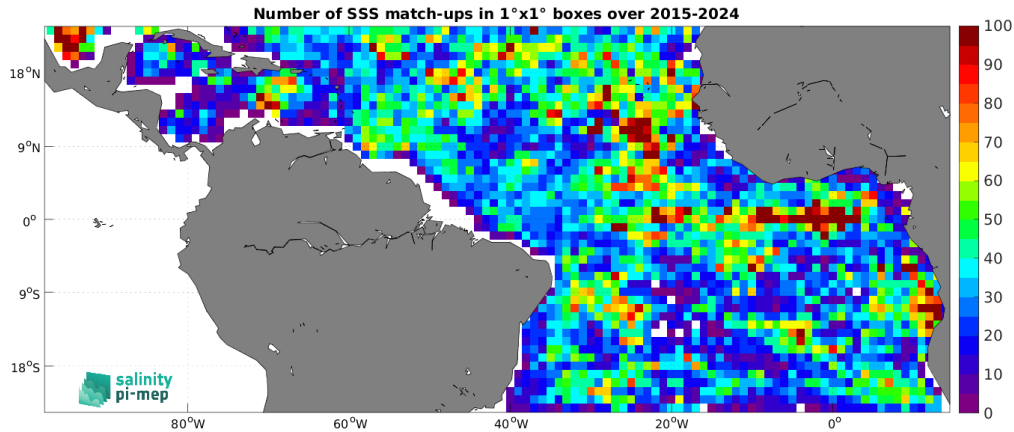 Number of SSS match-ups in 1°x1° boxes over 2015-2024
18°N
9°N
0°
9°S
18°S
80°W
60°W
40°W
20°W
0°
100
90
80
70
60
50
40
30
20
10
0
salinity
pi-mep